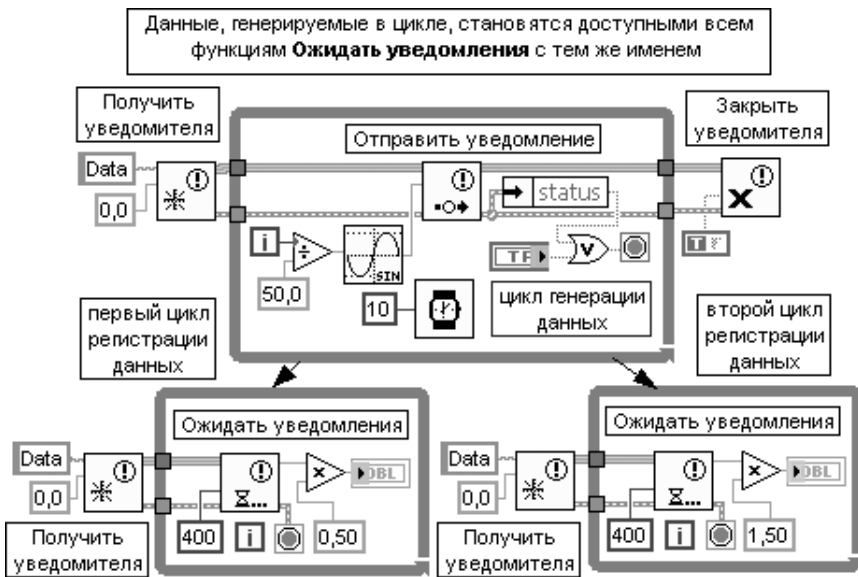 Данные, генерируемые в цикле, становятся доступными всем
функциям Ожидать уведомления с тем же именем
Получить
уведомителя
Отправить уведомление
Закрыть
уведомителя
Data
0,0
status
i
SIN
50,0
TF
V
T F
10
цикл генерации
данных
первый цикл
регистрации
данных
второй цикл
регистрации
данных
Ожидать уведомления
Data
0,0
x
DBL
400
i
0,50
Получить
уведомителя
Ожидать уведомления
Data
0,0
x
DBL
400
i
1,50
Получить
уведомителя